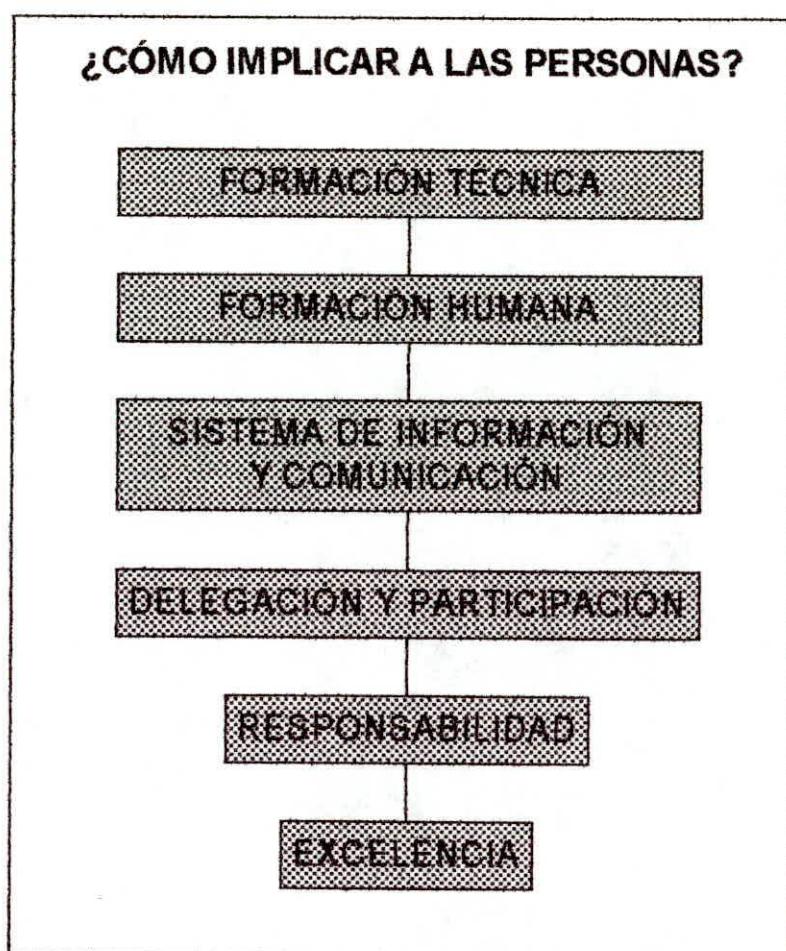 ¿CÓMO IMPLICAR A LAS PERSONAS?
FORMACIÓN TÉCNICA
FORMACIÓN HUMANA
SISTEMA DE INFORMACIÓN
Y COMUNICACIÓN
DELEGACIÓN Y PARTICIPACIÓN
RESPONSABILIDAD
EXCELENCIA